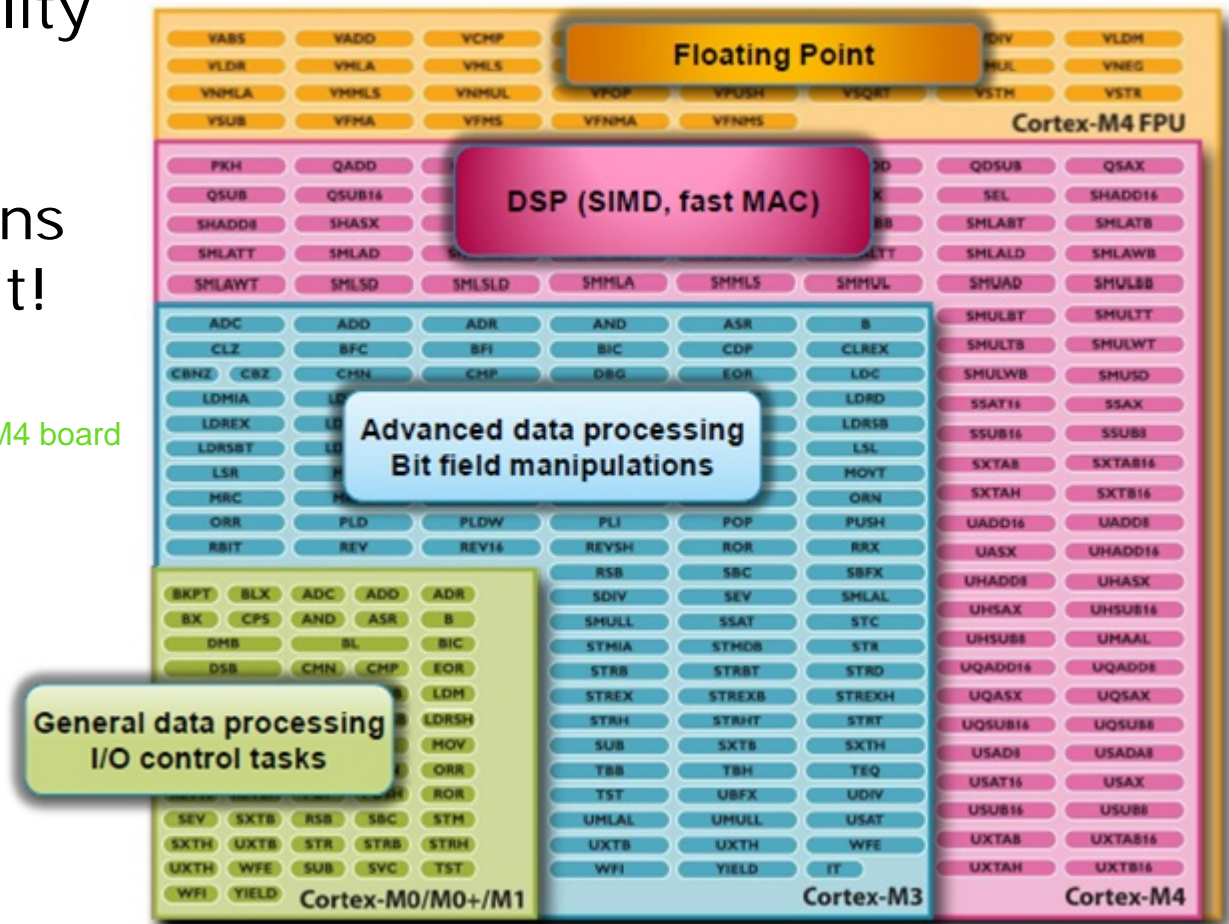 ility
ns
t!
M4 board
VABS VADD VCMP VLDM
Floating Point
VLDR VMLA VMLS VNEG
VNMLA VMMLS VNMUL VPOP VPUSH VSQRT VSTM VSTR
VSUB VFMA VFMS VFNMA VFNMS
Cortex-M4 FPU
PKH QADD QDSUB QSAX
QSUB QSUB16 SEL SHADD16
DSP (SIMD, fast MAC)
SHADD8 SHASX SMLABT SMLATB
SMLATT SMLAD SMLALD SMLAWB
SMLAWT SMLSD SMLSLD SMMLA SMMLS SMMUL SMUAD SMULBB
SMULBT SMULTT
SMULTB SMULWT
SMULWB SMUSD
SSAT16 SSAX
SSUB16 SSUB8
SXTAB SXTAB16
SXTAH SXTB16
UADD16 UADD8
UASX UHADD16
UHADD8 UHASX
UHSAX UHSUB16
UHSUB8 UMAAL
UQADD16 UQADD8
UQASX UQSAX
UQSUB16 UQSUB8
USAD8 USADA8
USAT16 USAX
USUB16 USUB8
UXTAB UXTAB16
UXTAH UXTB16
Cortex-M4
ADC ADD ADR AND ASR B
CLZ BFC BFI BIC CDP CLREX
CBNZ CBZ CMN CMP DBG EOR LDC
LDMIA LDRD
LDREX LDRSB
Advanced data processing
Bit field manipulations
LDRSBT LSL
LSR MOVT
MRC ORN
ORR PLD PLDW PLI POP PUSH
RBIT REV REV16 REVSH ROR RRX
RSB SBC SBFX
SDIV SEV SMLAL
SMULL SSAT STC
STMIA STMDB STR
STRB STRBT STRD
STREX STREXB STREXH
STRH STRHT STRT
SUB SXTB SXTH
TBB TBH TEQ
TST UBFX UDIV
UMLAL UMULL USAT
UXTB UXTH WFE
WFI YIELD IT
Cortex-M3
BKPT BLX ADC ADD ADR
BX CPS AND ASR B
DMB BL BIC
DSB CMN CMP EOR
LDM
General data processing
I/O control tasks
LDRSH
MOV
ORR
ROR
SEV SXTB RSB SBC STM
SXTH UXTB STR STRB STRH
UXTH WFE SUB SVC TST
WFI YIELD
Cortex-M0/M0+/M1